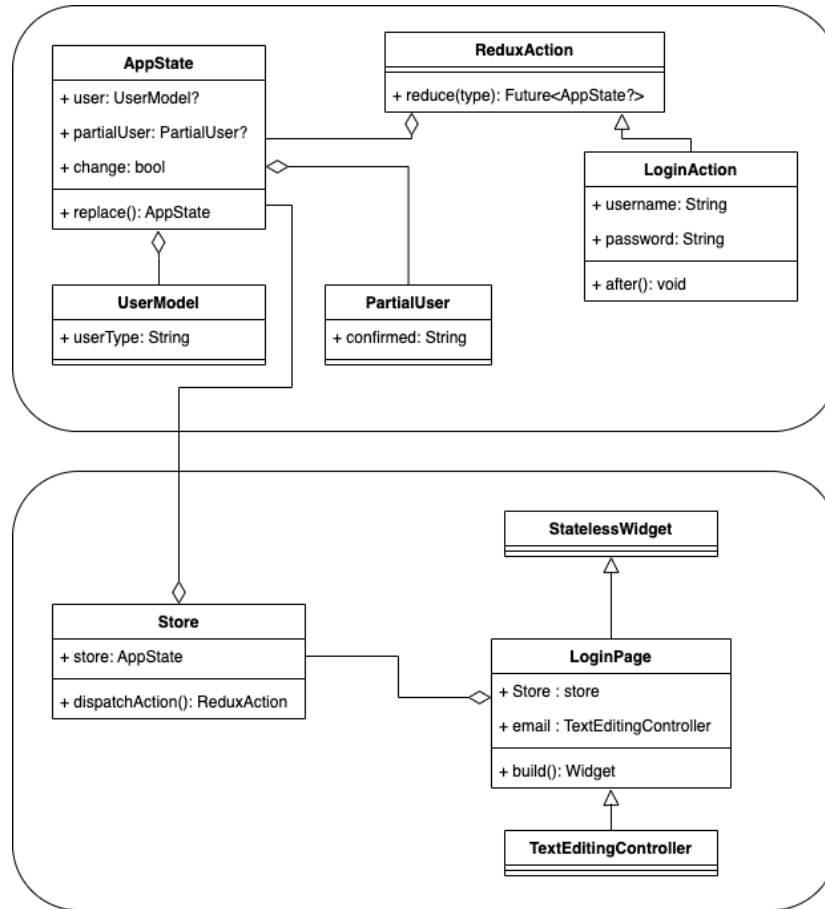 AppState
+ user: UserModel?
+ partialUser: PartialUser?
+ change: bool
+ replace(): AppState
ReduxAction
+ reduce(type): Future<AppState?>
LoginAction
+ username: String
+ password: String
+ after(): void
UserModel
+ userType: String
PartialUser
+ confirmed: String
StatelessWidget
Store
+ store: AppState
+ dispatchAction(): ReduxAction
LoginPage
+ Store : store
+ email : TextEditingController
+ build(): Widget
TextEditingController